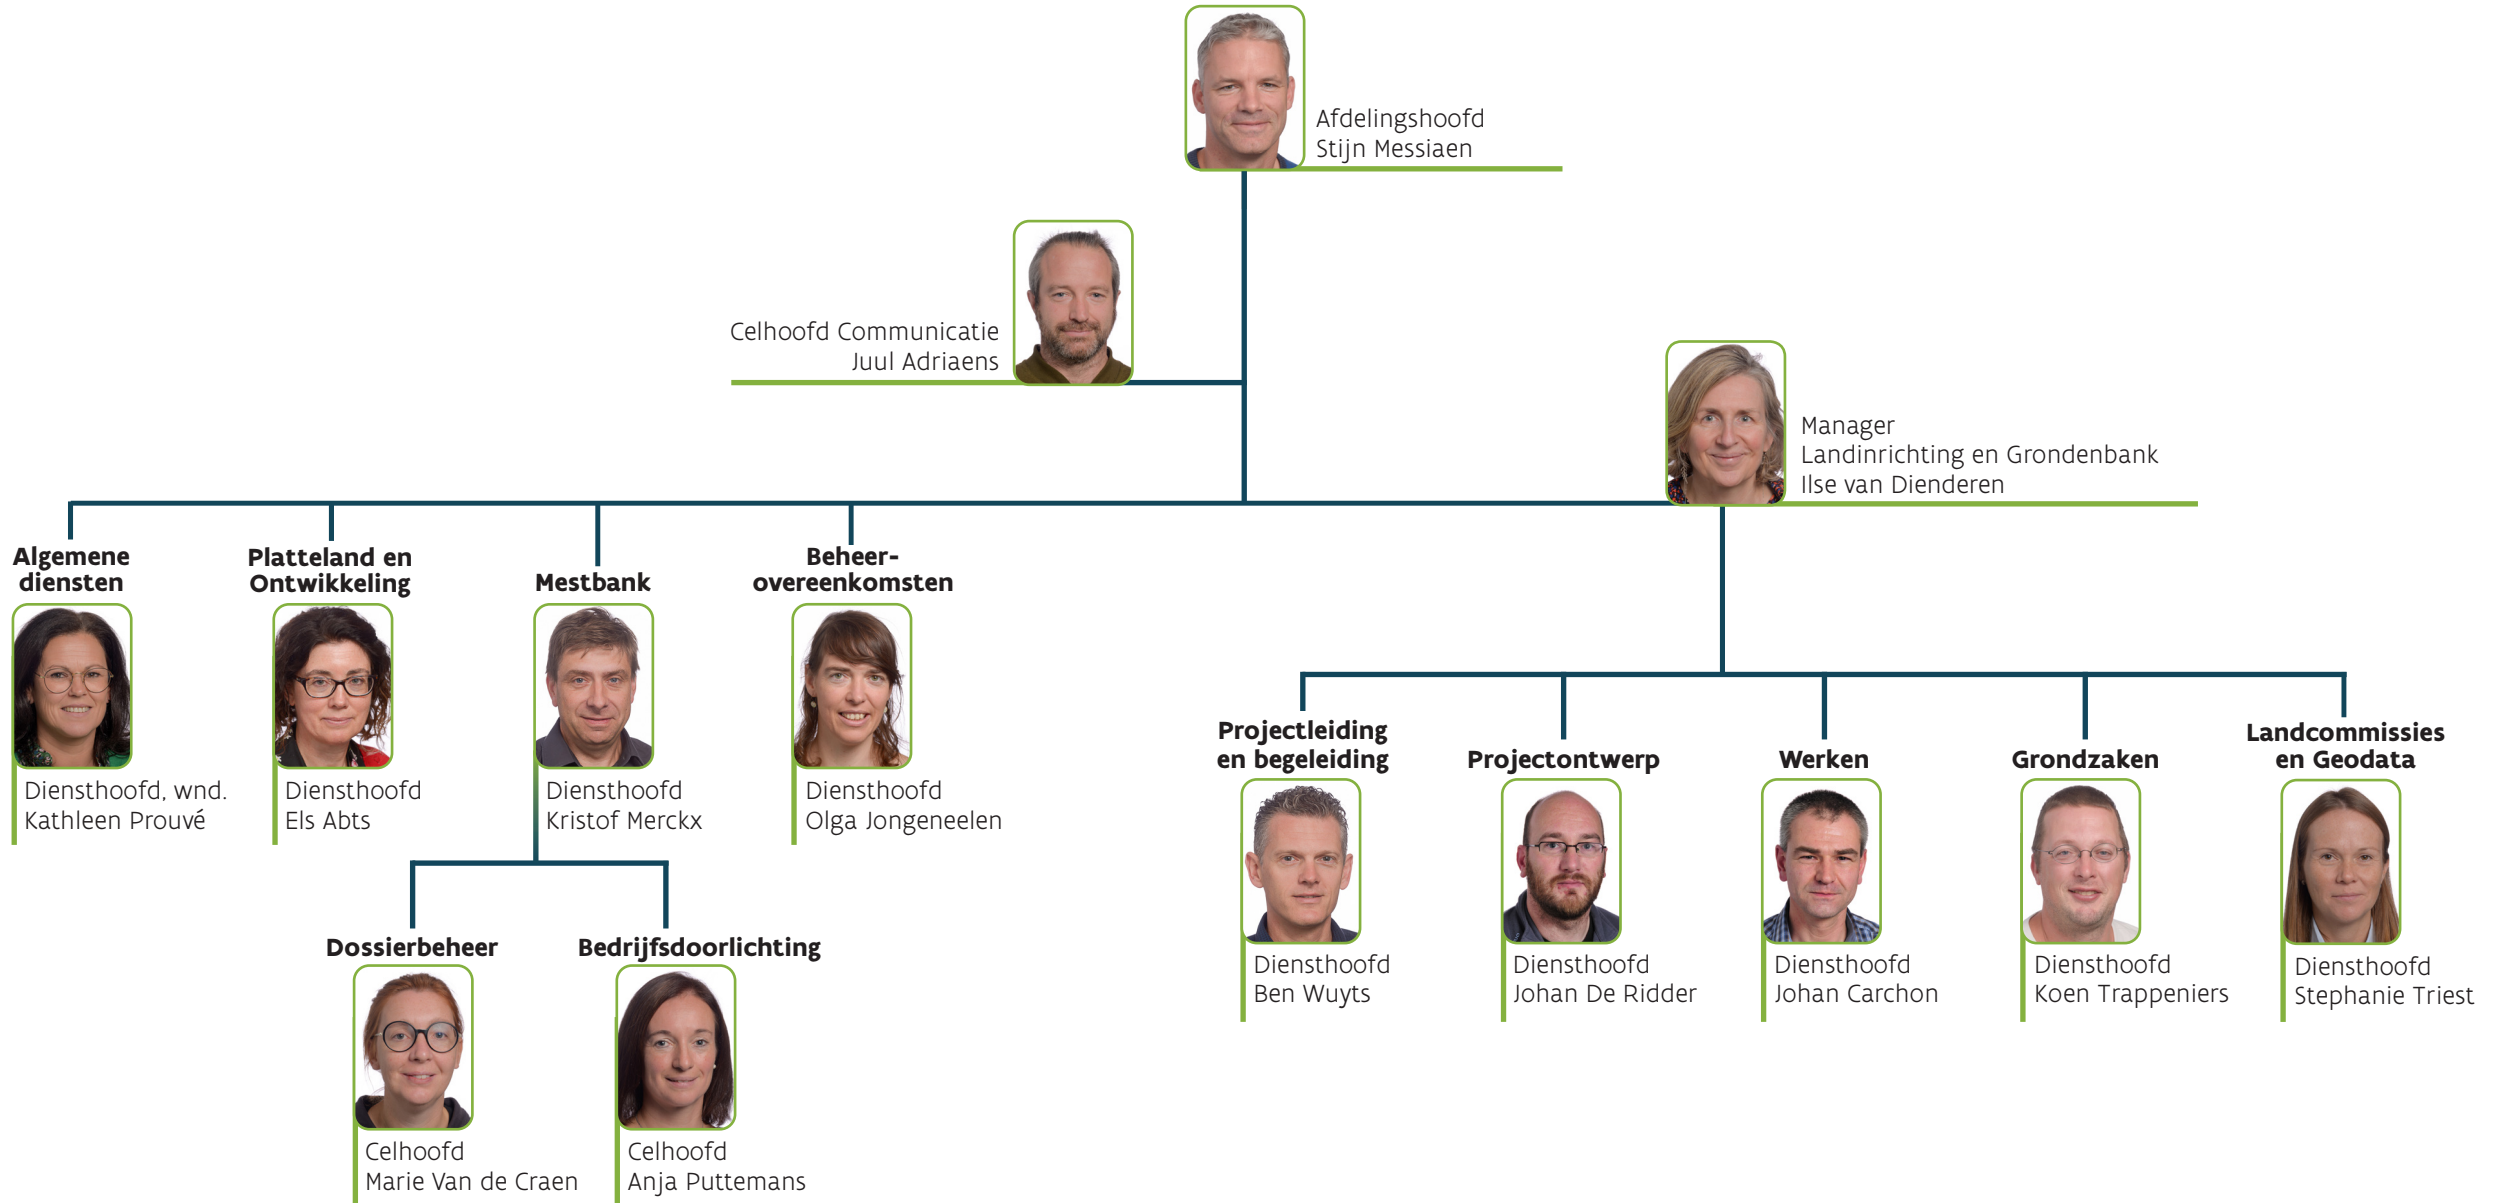 Afdelingshoofd
Stijn Messiaen
Celhoofd Communicatie
Juul Adriaens
Manager
Landinrichting en Grondenbank
Ilse van Dienderen
Algemene
diensten
Diensthoofd, wnd.
Kathleen Prouvé
Platteland en
Ontwikkeling
Diensthoofd
Els Abts
Mestbank
Diensthoofd
Kristof Merckx
Beheer-
overeenkomsten
Diensthoofd
Olga Jongeneelen
Dossierbeheer
Celhoofd
Marie Van de Craen
Bedrijfsdoorlichting
Celhoofd
Anja Puttemans
Projectleiding
en begeleiding
Diensthoofd
Ben Wuyts
Projectontwerp
Diensthoofd
Johan De Ridder
Werken
Diensthoofd
Johan Carchon
Grondzaken
Diensthoofd
Koen Trappeniers
Landcommissies
en Geodata
Diensthoofd
Stephanie Triest